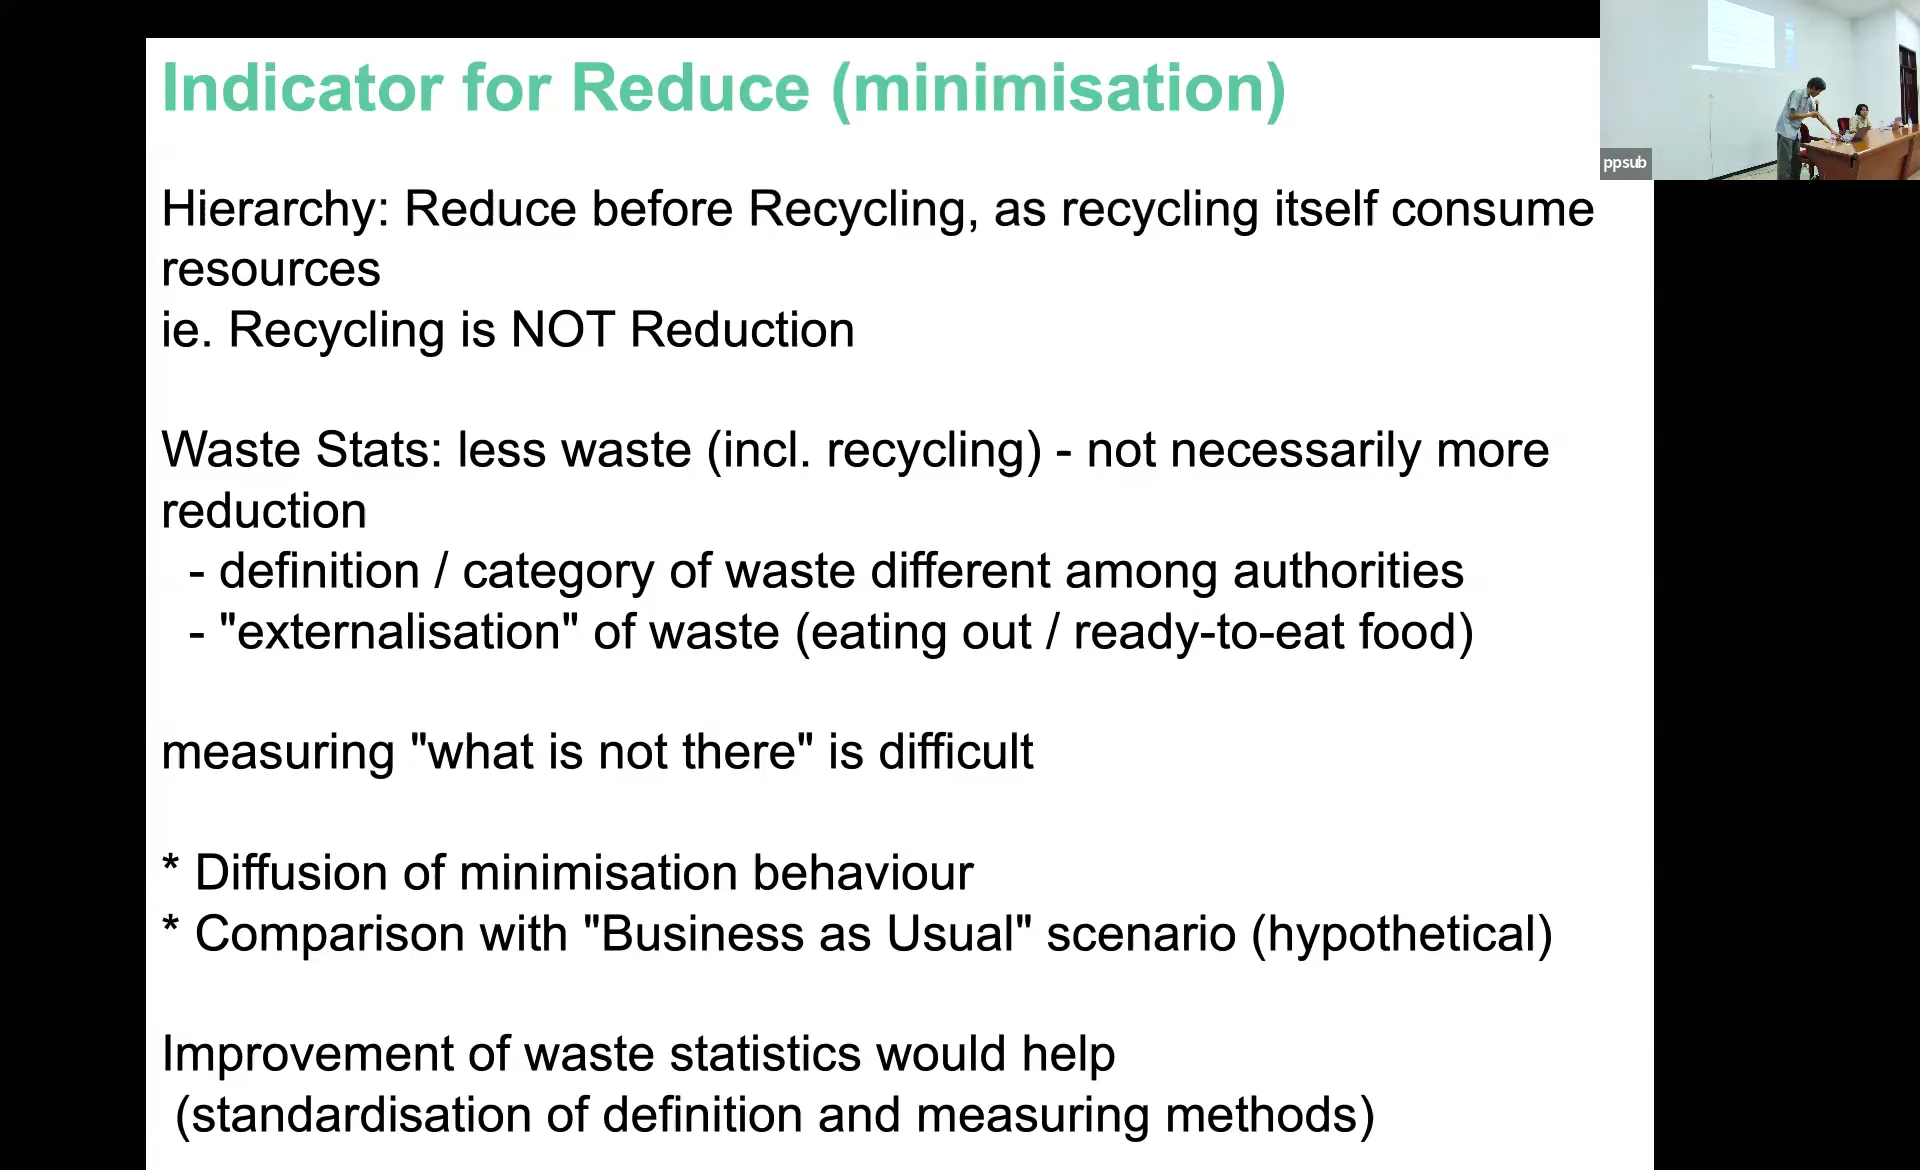 Indicator for Reduce (minimisation)
Hierarchy: Reduce before Recycling, as recycling itself consume
resources
ie. Recycling is NOT Reduction
Waste Stats: less waste (incl. recycling) - not necessarily more
reduction
- definition / category of waste different among authorities
- "externalisation" of waste (eating out / ready-to-eat food)
measuring "what is not there" is difficult
* Diffusion of minimisation behaviour
* Comparison with "Business as Usual" scenario (hypothetical)
Improvement of waste statistics would help
(standardisation of definition and measuring methods)
ppsub